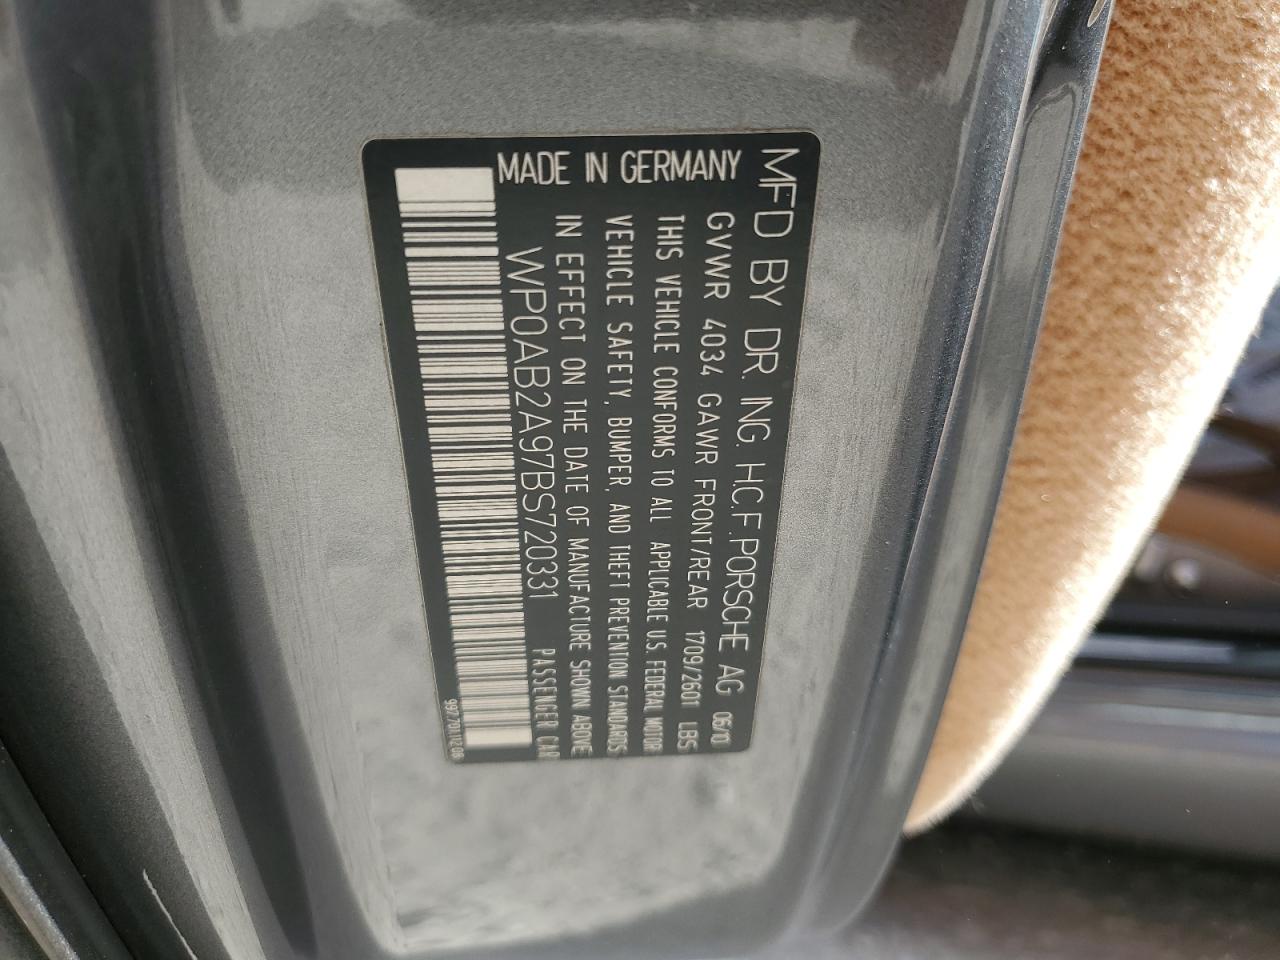 MFD BY DR. ING. H.C.F.PORSCHE AG 06/10
GVWR 4034 GAWR FRONT/REAR 1709/2601 LBS
THIS VEHICLE CONFORMS TO ALL APPLICABLE U.S. FEDERAL MOTOR
VEHICLE SAFETY, BUMPER, AND THEFT PREVENTION STANDARDS
IN EFFECT ON THE DATE OF MANUFACTURE SHOWN ABOVE
MADE IN GERMANY
WP0AB2A97BS720331 PASSENGER CAR